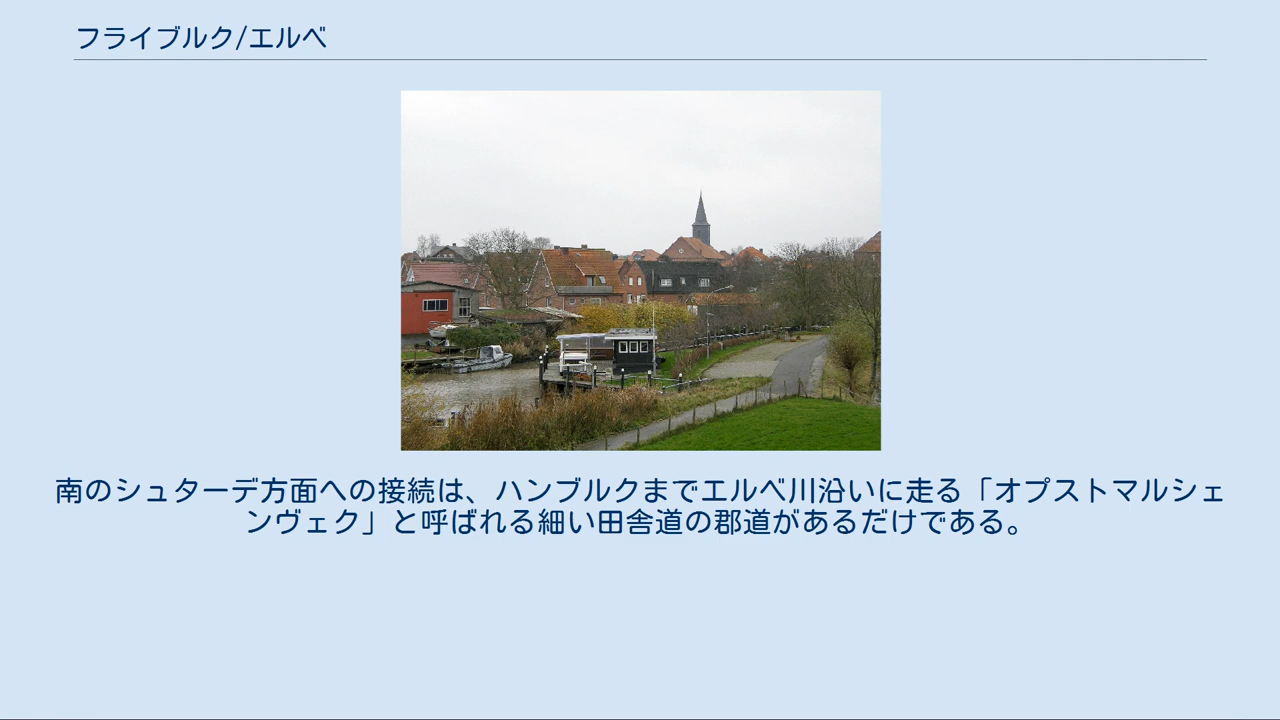 フライブルク/エルベ
南のシュターデ方面への接続は、ハンブルクまでエルベ川沿いに走る「オプストマルシェ
ンヴェク」と呼ばれる細い田舎道の郡道があるだけである。